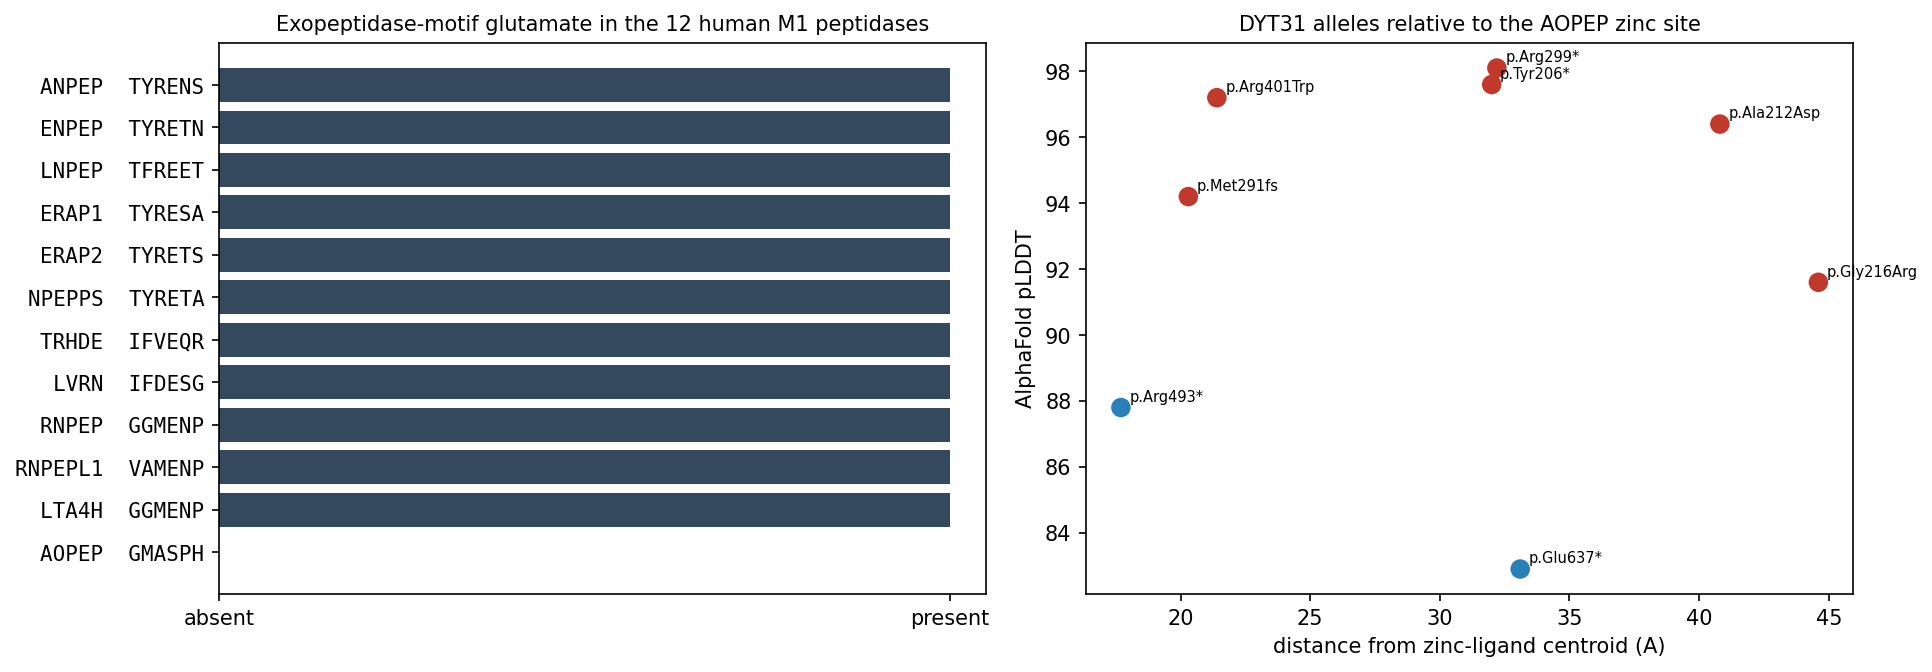 Exopeptidase-motif glutamate in the 12 human M1 peptidases
ANPEP TYRENS
ENPEP TYRETN
LNPEP TFREET
ERAP1 TYRESA
ERAP2 TYRETS
NPEPPS TYRETA
TRHDE IFVEQR
LVRN IFDESG
RNPEP GGMENP
RNPEPL1 VAMENP
LTA4H GGMENP
AOPEP GMASPH
absent present
DYT31 alleles relative to the AOPEP zinc site
AlphaFold pLDDT
98
96
94
92
90
88
86
84
p.Arg299*
p.Tyr206*
p.Arg401Trp
p.Ala212Asp
p.Met291fs
p.Gly216Arg
p.Arg493*
p.Glu637*
20 25 30 35 40 45
distance from zinc-ligand centroid (A)